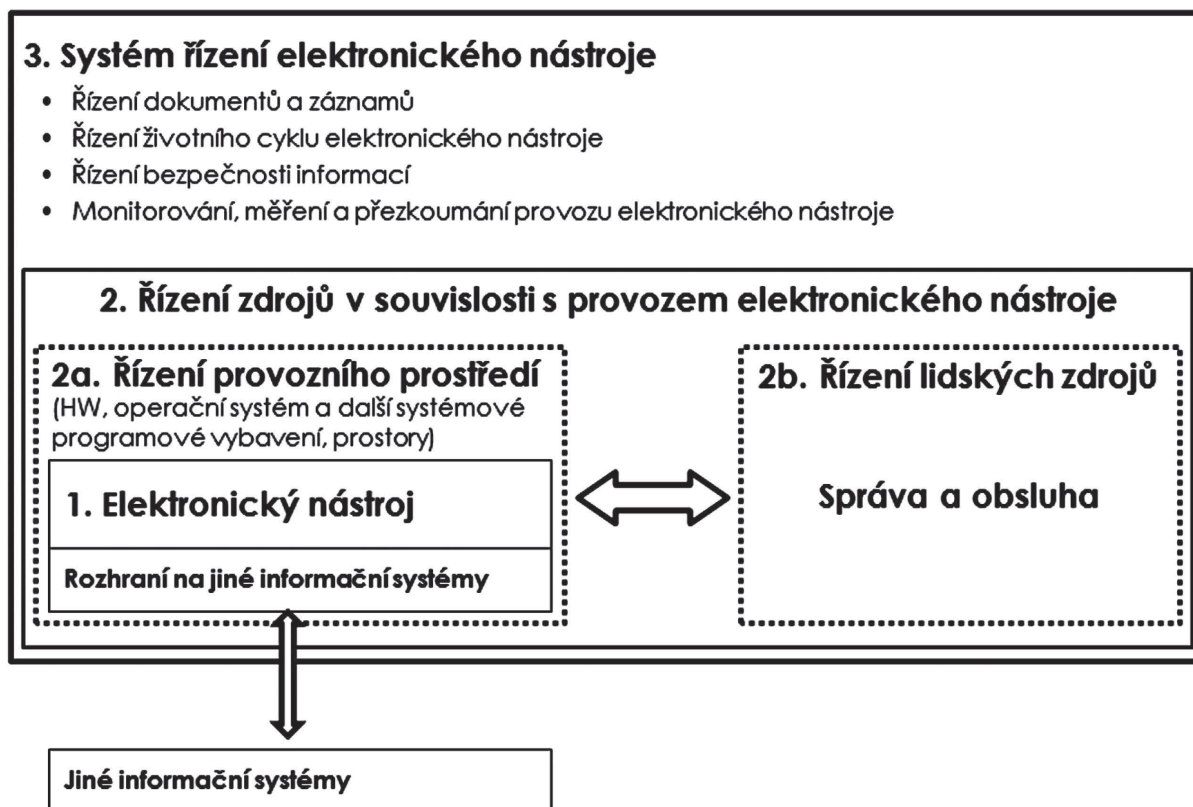 3. Systém řízení elektronického nástroje
• Řízení dokumentů a záznamů
• Řízení životního cyklu elektronického nástroje
• Řízení bezpečnosti informací
• Monitorování, měření a přezkoumání provozu elektronického nástroje
2. Řízení zdrojů v souvislosti s provozem elektronického nástroje
2a. Řízení provozního prostředí
(HW, operační systém a další systémové
programové vybavení, prostory)
1. Elektronický nástroj
Rozhraní na jiné informační systémy
2b. Řízení lidských zdrojů
Správa a obsluha
Jiné informační systémy